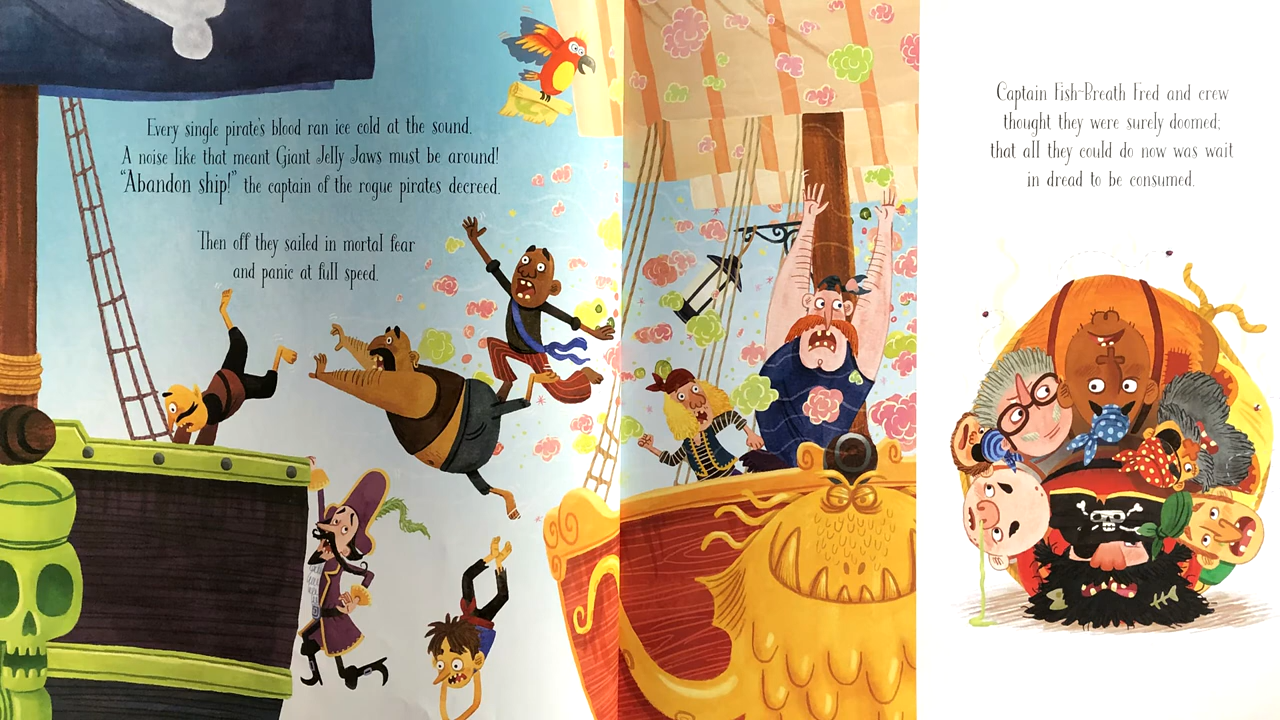 Every single pirate's blood ran ice cold at the sound.
A noise like that meant Giant Jelly Jaws must be around!
“Abandon ship!” the captain of the rogue pirates decreed.
Then off they sailed in mortal fear
and panic at full speed.
Captain Fish-Breath Fred and crew
thought they were surely doomed;
that all they could do now was wait
in dread to be consumed.